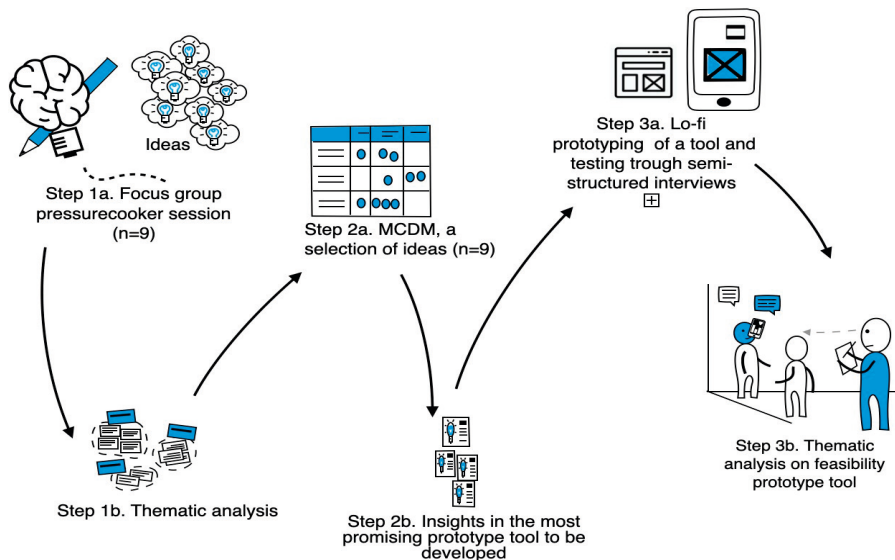 Ideas
Step 1a. Focus group
pressurecooker session
(n=9)
Step 1b. Thematic analysis
Step 2a. MCDM, a
selection of ideas (n=9)
Step 2b. Insights in the most
promising prototype tool to be
developed
Step 3a. Lo-fi
prototyping of a tool and
testing trough semi-
structured interviews
Step 3b. Thematic
analysis on feasibility
prototype tool